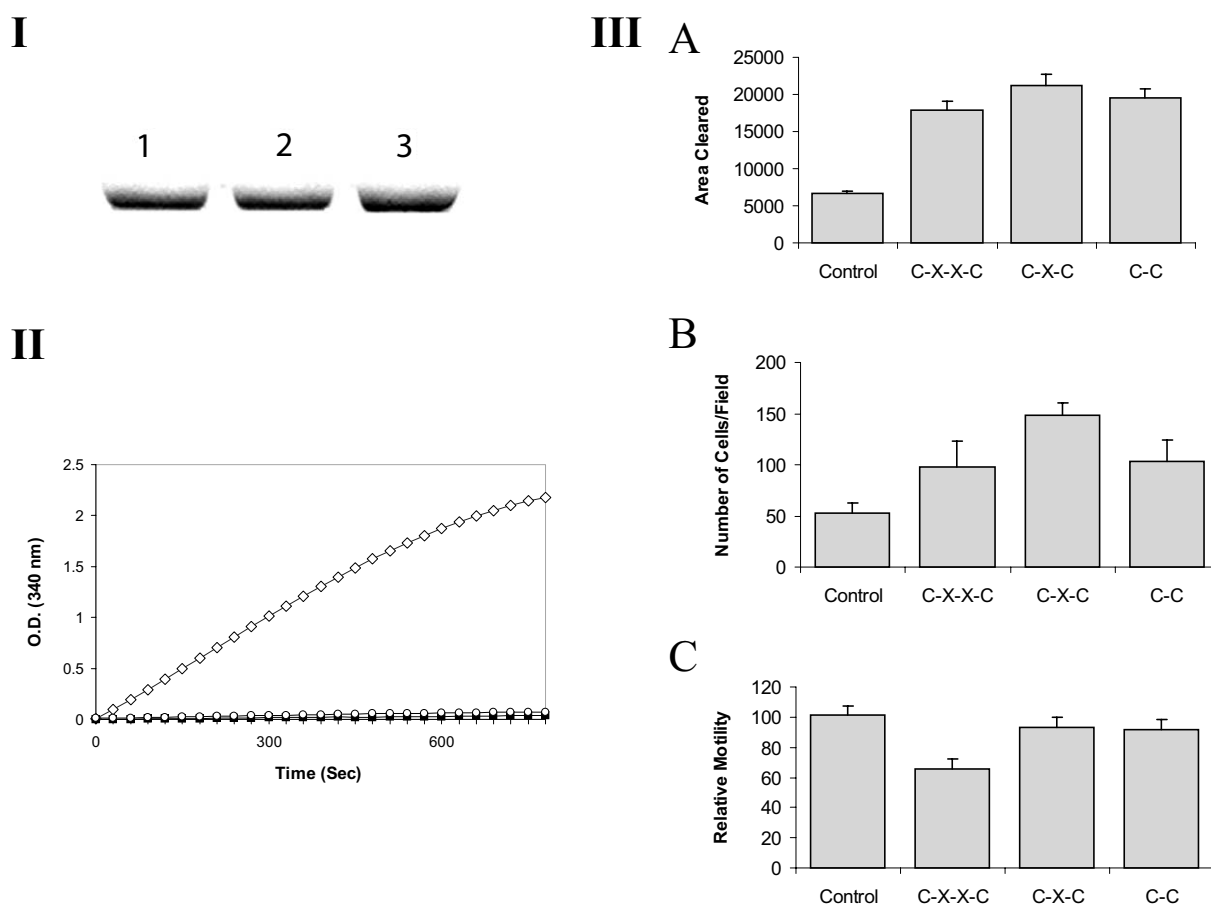 I
1 2 3
II
2.5
2
1.5
1
0.5
0
O.D. (340 nm)
0 300 600
Time (Sec)
III
A
25000
20000
15000
10000
5000
0
Area Cleared
Control C-X-X-C C-X-C C-C
B
200
150
100
50
0
Number of Cells/Field
Control C-X-X-C C-X-C C-C
C
120
100
80
60
40
20
0
Relative Motility
Control C-X-X-C C-X-C C-C